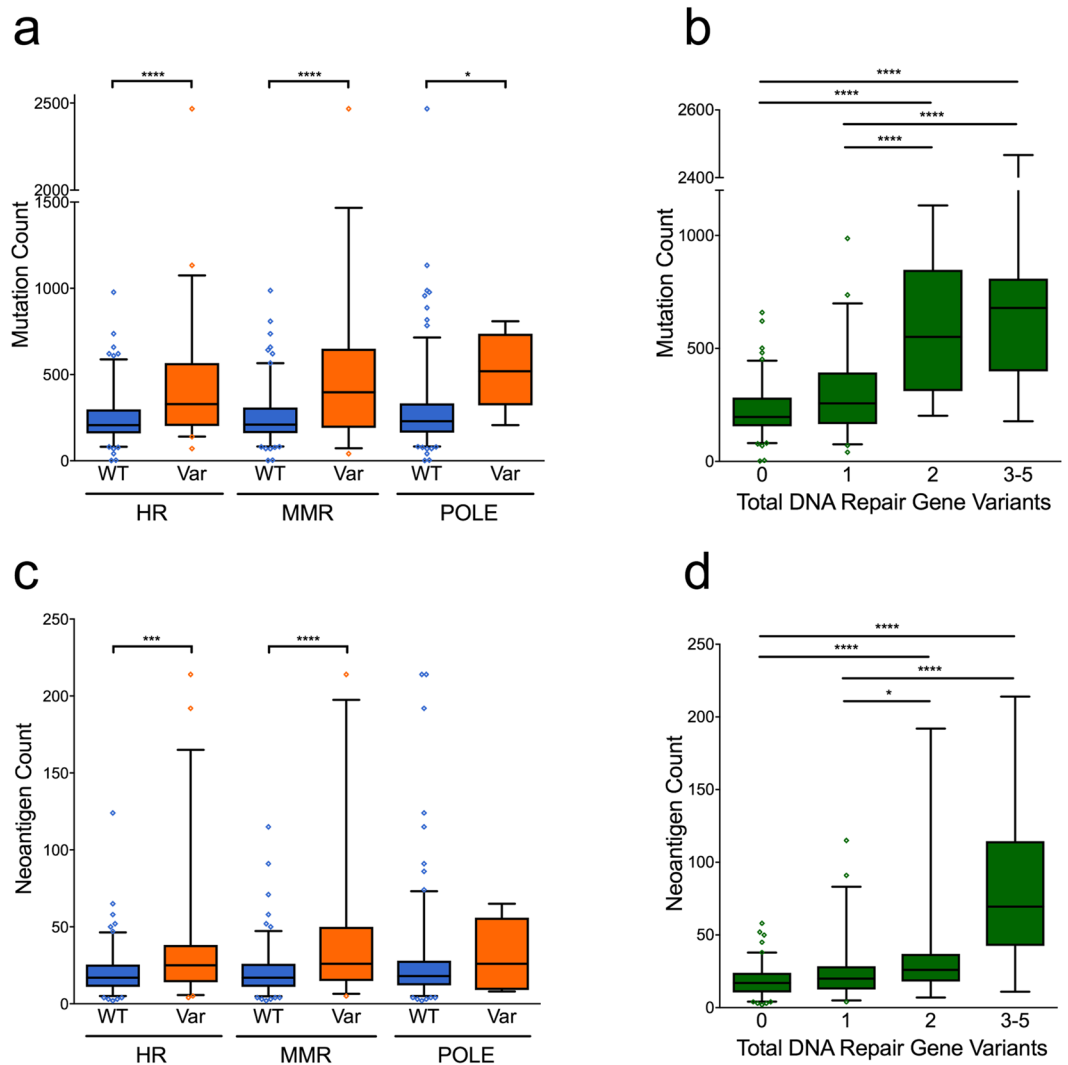 a
**** **** *
2500
2000
1500
1000
500
0
Mutation Count
WT Var WT Var WT Var
HR MMR POLE
b
****
****
****
****
2600
2400
1000
500
0
Mutation Count
0 1 2 3-5
Total DNA Repair Gene Variants
c
*** ****
250
200
150
100
50
0
Neoantigen Count
WT Var WT Var WT Var
HR MMR POLE
d
****
****
****
*
250
200
150
100
50
0
Neoantigen Count
0 1 2 3-5
Total DNA Repair Gene Variants